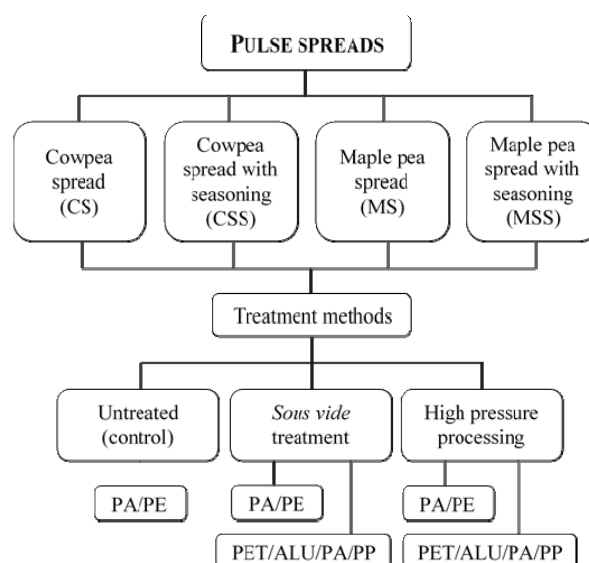 PULSE SPREADS
Cowpea
spread
(CS)
Cowpea
spread with
seasoning
(CSS)
Maple pea
spread
(MS)
Maple pea
spread with
seasoning
(MSS)
Treatment methods
Untreated
(control)
Sous vide
treatment
High pressure
processing
PA/PE
PA/PE
PA/PE
PET/ALU/PA/PP
PET/ALU/PA/PP